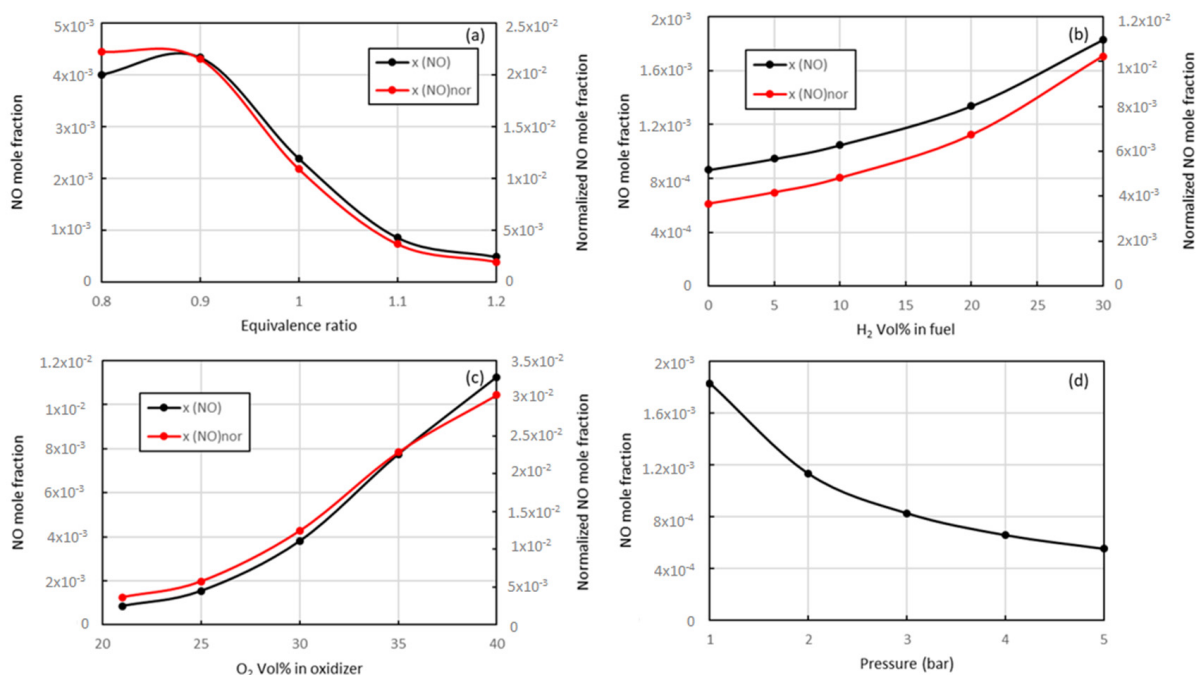 (a)
NO mole fraction
5x10⁻³
4x10⁻³
3x10⁻³
2x10⁻³
1x10⁻³
0
x (NO)
x (NO)nor
2.5x10⁻²
2x10⁻²
1.5x10⁻²
1x10⁻²
5x10⁻³
0
Normalized NO mole fraction
0.8 0.9 1 1.1 1.2
Equivalence ratio
(b)
NO mole fraction
2x10⁻³
1.6x10⁻³
1.2x10⁻³
8x10⁻⁴
4x10⁻⁴
0
x (NO)
x (NO)nor
1.2x10⁻²
1x10⁻²
8x10⁻³
6x10⁻³
4x10⁻³
2x10⁻³
0
Normalized NO mole fraction
0 5 10 15 20 25 30
H₂ Vol% in fuel
(c)
NO mole fraction
1.2x10⁻²
1x10⁻²
8x10⁻³
6x10⁻³
4x10⁻³
2x10⁻³
0
x (NO)
x (NO)nor
3.5x10⁻²
3x10⁻²
2.5x10⁻²
2x10⁻²
1.5x10⁻²
1x10⁻²
5x10⁻³
0
Normalized NO mole fraction
20 25 30 35 40
O₂ Vol% in oxidizer
(d)
NO mole fraction
2x10⁻³
1.6x10⁻³
1.2x10⁻³
8x10⁻⁴
4x10⁻⁴
0
1 2 3 4 5
Pressure (bar)